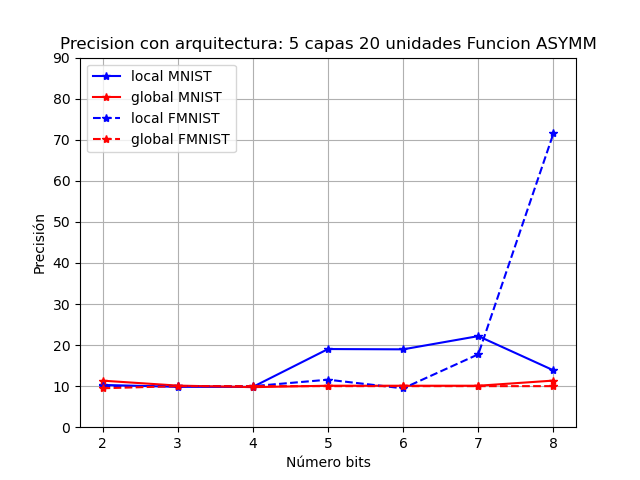 Precision con arquitectura: 5 capas 20 unidades Funcion ASYMM
local MNIST
global MNIST
local FMNIST
global FMNIST
Precisión
90
80
70
60
50
40
30
20
10
0
2 3 4 5 6 7 8
Número bits